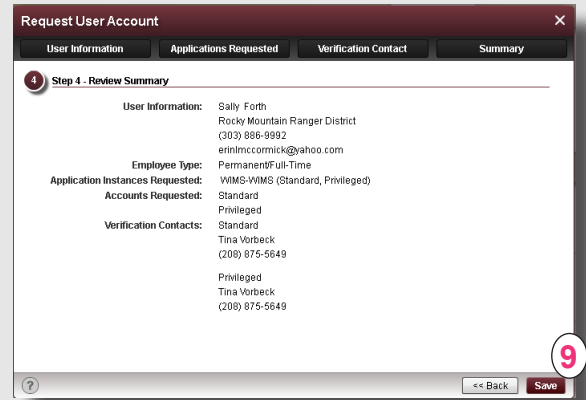 Request User Account ×
User Information Applications Requested Verification Contact Summary
4 Step 4 - Review Summary
User Information: Sally Forth
Rocky Mountain Ranger District
(303) 886-9992
erinlmccormick@yahoo.com
Employee Type: Permanent/Full-Time
Application Instances Requested: WIMS-WIMS (Standard, Privileged)
Accounts Requested: Standard
Privileged
Verification Contacts: Standard
Tina Vorbeck
(208) 875-5649
Privileged
Tina Vorbeck
(208) 875-5649
9
? << Back Save